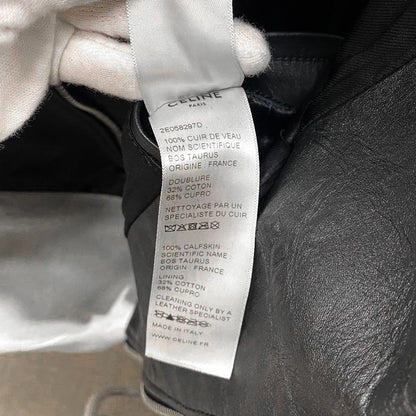 CELINE
PARIS
2E058297D
100% CUIR DE VEAU
NOM SCIENTIFIQUE
BOS TAURUS
ORIGINE : FRANCE
DOUBLURE
32% COTON
68% CUPRO
NETTOYAGE PAR UN
SPECIALISTE DU CUIR
100% CALFSKIN
SCIENTIFIC NAME
BOS TAURUS
ORIGIN : FRANCE
LINING
32% COTTON
68% CUPRO
CLEANING ONLY BY A
LEATHER SPECIALIST
MADE IN ITALY
WWW.CELINE.FR